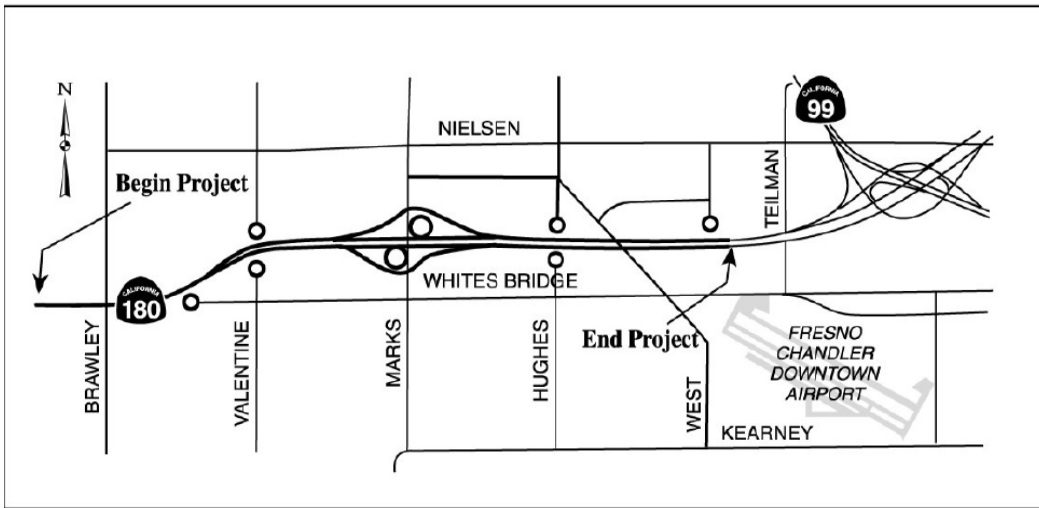 N
CALIFORNIA
99
NIELSEN
TEILMAN
Begin Project
WHITES BRIDGE
CALIFORNIA
180
BRAWLEY
VALENTINE
MARKS
HUGHES
End Project
WEST
FRESNO
CHANDLER
DOWNTOWN
AIRPORT
KEARNEY